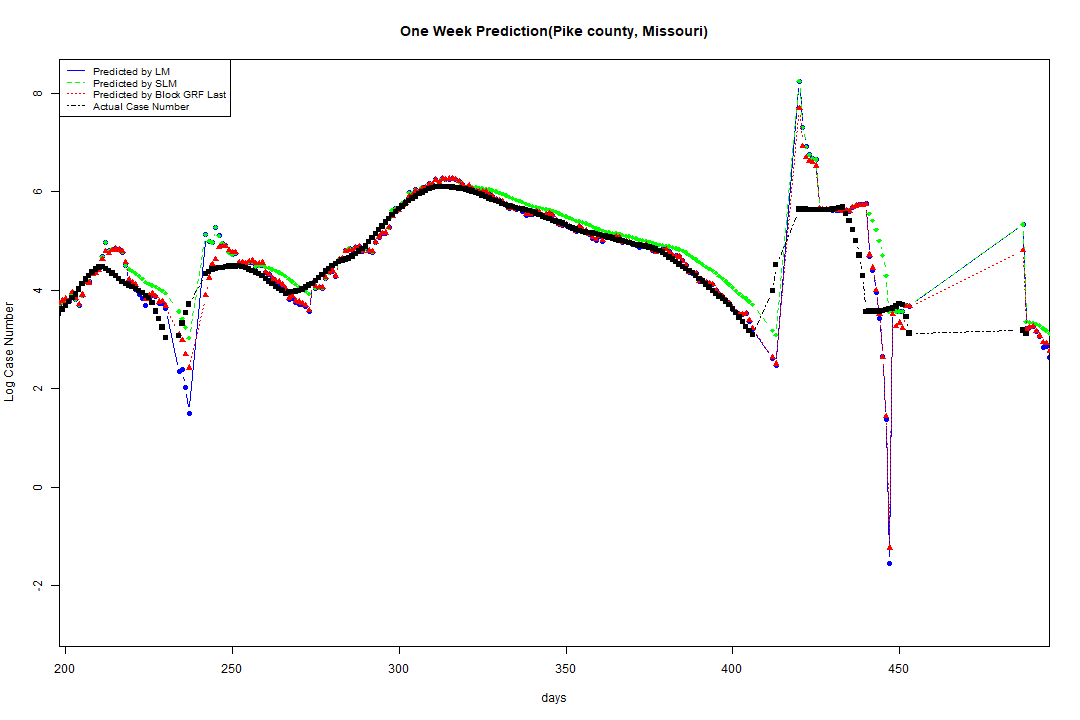 One Week Prediction(Pike county, Missouri)
Predicted by LM
Predicted by SLM
Predicted by Block GRF Last
Actual Case Number
Log Case Number
8
6
4
2
0
-2
200 250 300 350 400 450
days